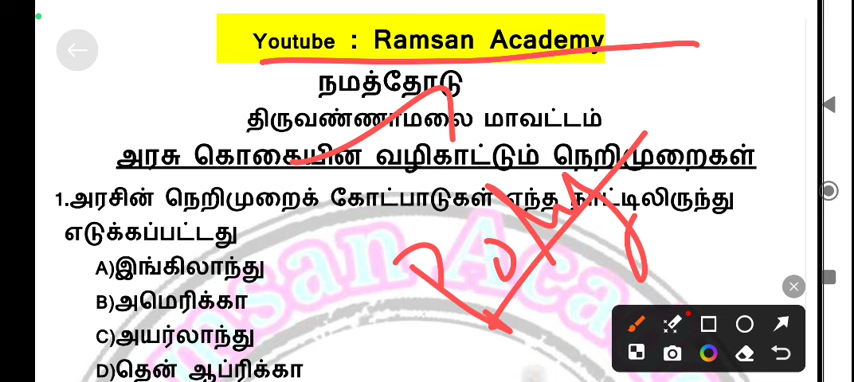 Youtube : Ramsan Academy
நமத்தோடு
திருவண்ணாமலை மாவட்டம்
அரசு கொகையின வழிகாட்டும் நெறிமுறைகள்
1.அரசின் நெறிமுறைக் கோட்பாடுகள் எந்த நாட்டிலிருந்து
எடுக்கப்பட்டது
A)இங்கிலாந்து
B)அமெரிக்கா
C)அயர்லாந்து
D)தென் ஆப்ரிக்கா